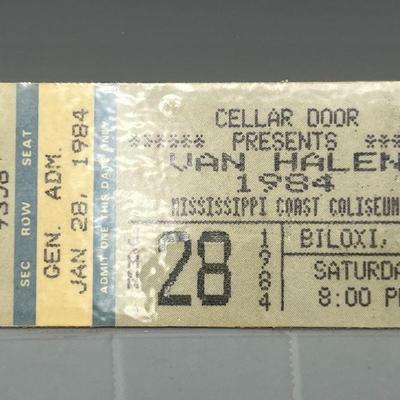 CELLAR DOOR
****** PRESENTS ***
VAN HALEN
1984
MISSISSIPPI COAST COLISEUM
28
1984
BILOXI,
SATURDA
8:00 P
ADMIT ONE THIS DATE ONLY
JAN 28, 1984
GEN. ADM.
SEC ROW SEAT